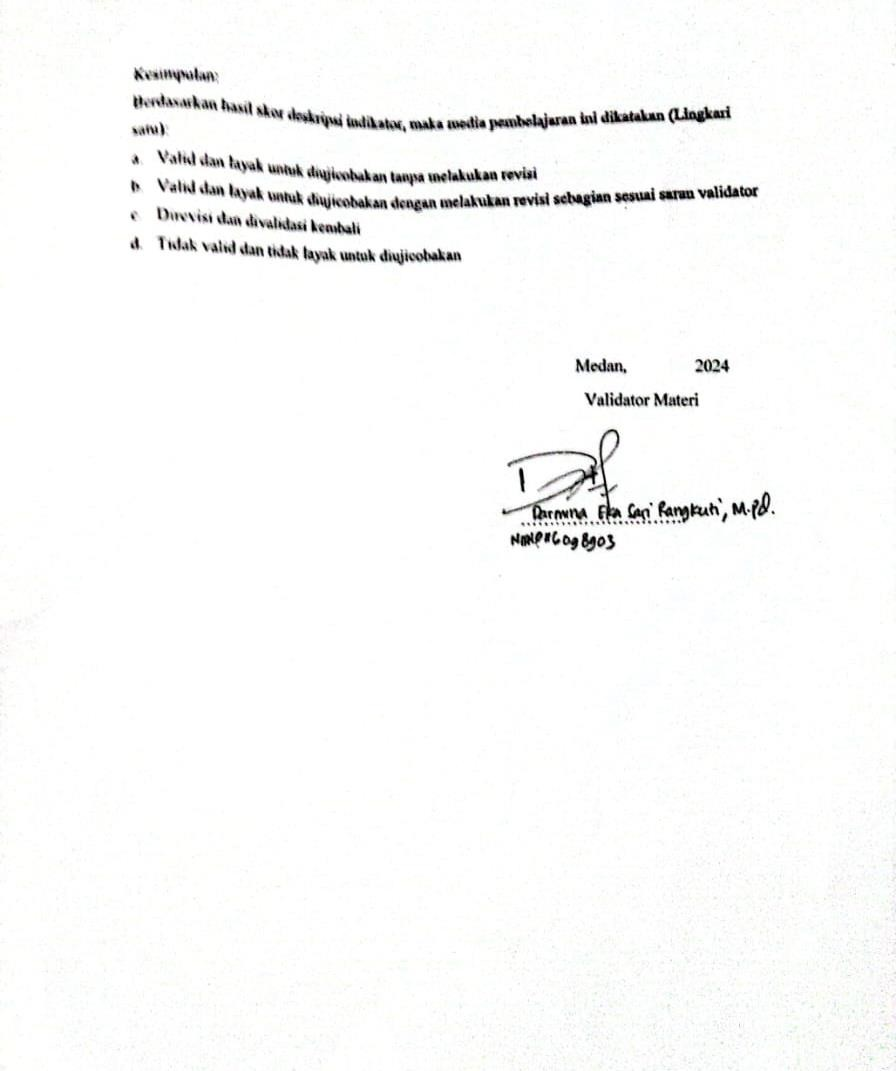 Kesimpulan:
Berdasarkan hasil skor deskripsi indikator, maka media pembelajaran ini dikatakan (Lingkari
satu):
a. Valid dan layak untuk diujicobakan tanpa melakukan revisi
b. Valid dan layak untuk diujicobakan dengan melakukan revisi sebagian sesuai saran validator
c. Direvisi dan divalidasi kembali
d. Tidak valid dan tidak layak untuk diujicobakan
Medan, 2024
Validator Materi
Darmina Eka Sari Rangkuti, M.Pd.